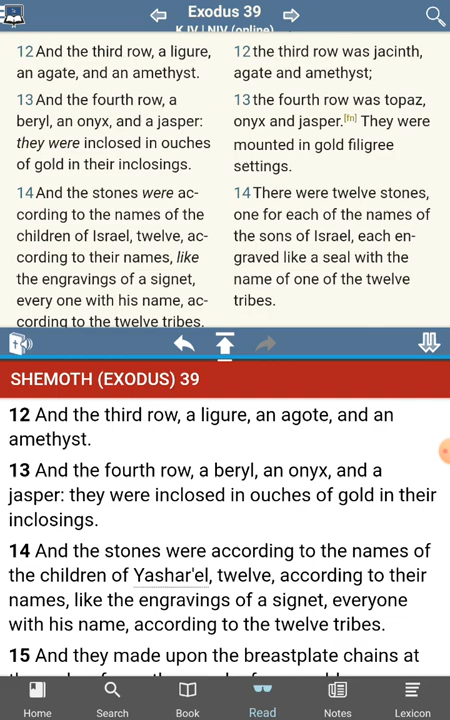 Exodus 39
KJV | NIV (online)
12 And the third row, a ligure,
an agate, and an amethyst.
13 And the fourth row, a
beryl, an onyx, and a jasper:
they were inclosed in ouches
of gold in their inclosings.
14 And the stones were ac-
cording to the names of the
children of Israel, twelve, ac-
cording to their names, like
the engravings of a signet,
every one with his name, ac-
cording to the twelve tribes.
12 the third row was jacinth,
agate and amethyst;
13 the fourth row was topaz,
onyx and jasper.[fn] They were
mounted in gold filigree
settings.
14 There were twelve stones,
one for each of the names of
the sons of Israel, each en-
graved like a seal with the
name of one of the twelve
tribes.
SHEMOTH (EXODUS) 39
12 And the third row, a ligure, an agote, and an
amethyst.
13 And the fourth row, a beryl, an onyx, and a
jasper: they were inclosed in ouches of gold in their
inclosings.
14 And the stones were according to the names of
the children of Yashar'el, twelve, according to their
names, like the engravings of a signet, everyone
with his name, according to the twelve tribes.
15 And they made upon the breastplate chains at
Home
Search
Book
Read
Notes
Lexicon